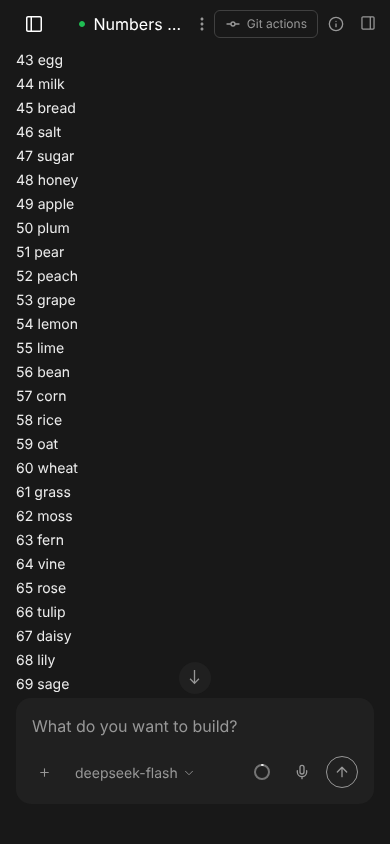 Numbers ...
Git actions
43 egg
44 milk
45 bread
46 salt
47 sugar
48 honey
49 apple
50 plum
51 pear
52 peach
53 grape
54 lemon
55 lime
56 bean
57 corn
58 rice
59 oat
60 wheat
61 grass
62 moss
63 fern
64 vine
65 rose
66 tulip
67 daisy
68 lily
69 sage
What do you want to build?
deepseek-flash